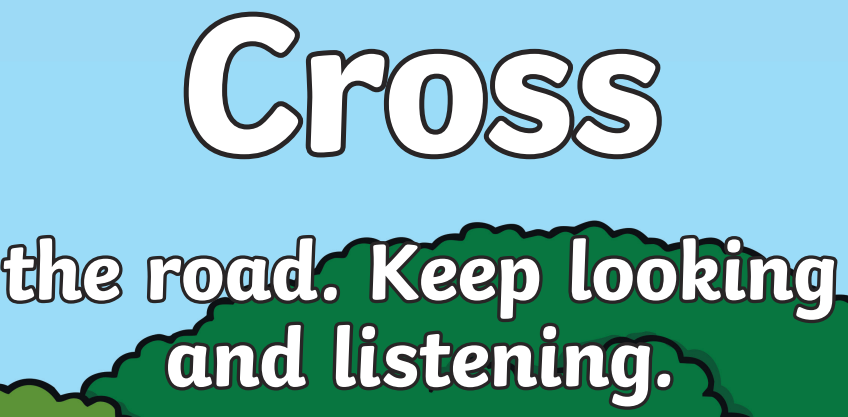 Cross
the road. Keep looking
and listening.